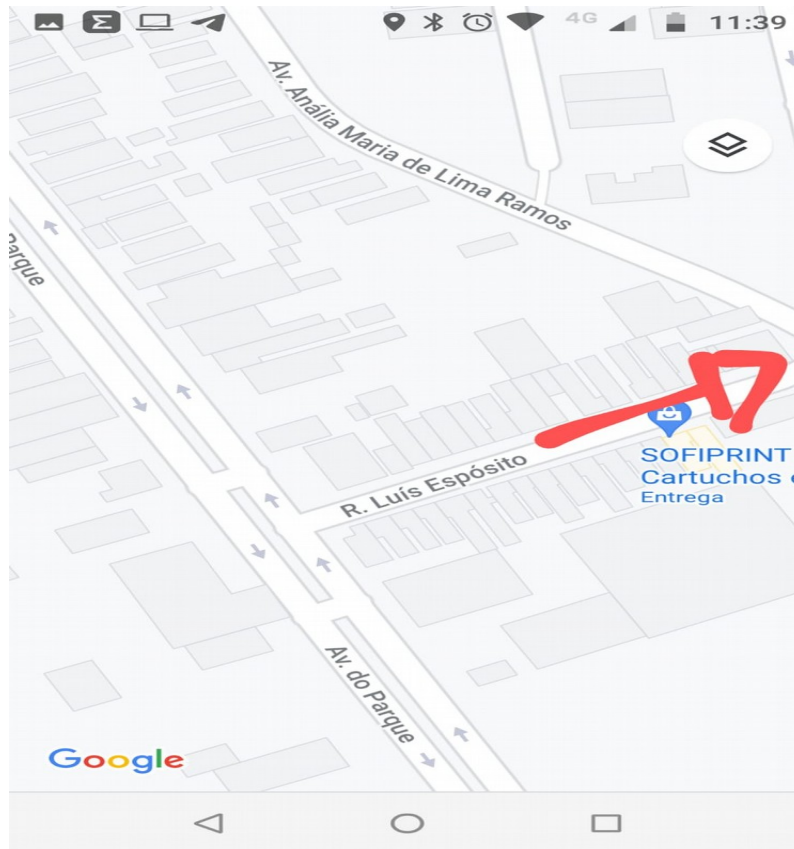 4G 11:39
Av. Anália Maria de Lima Ramos
Parque
R. Luís Espósito
SOFIPRINT
Cartuchos e
Entrega
Av. do Parque
Google